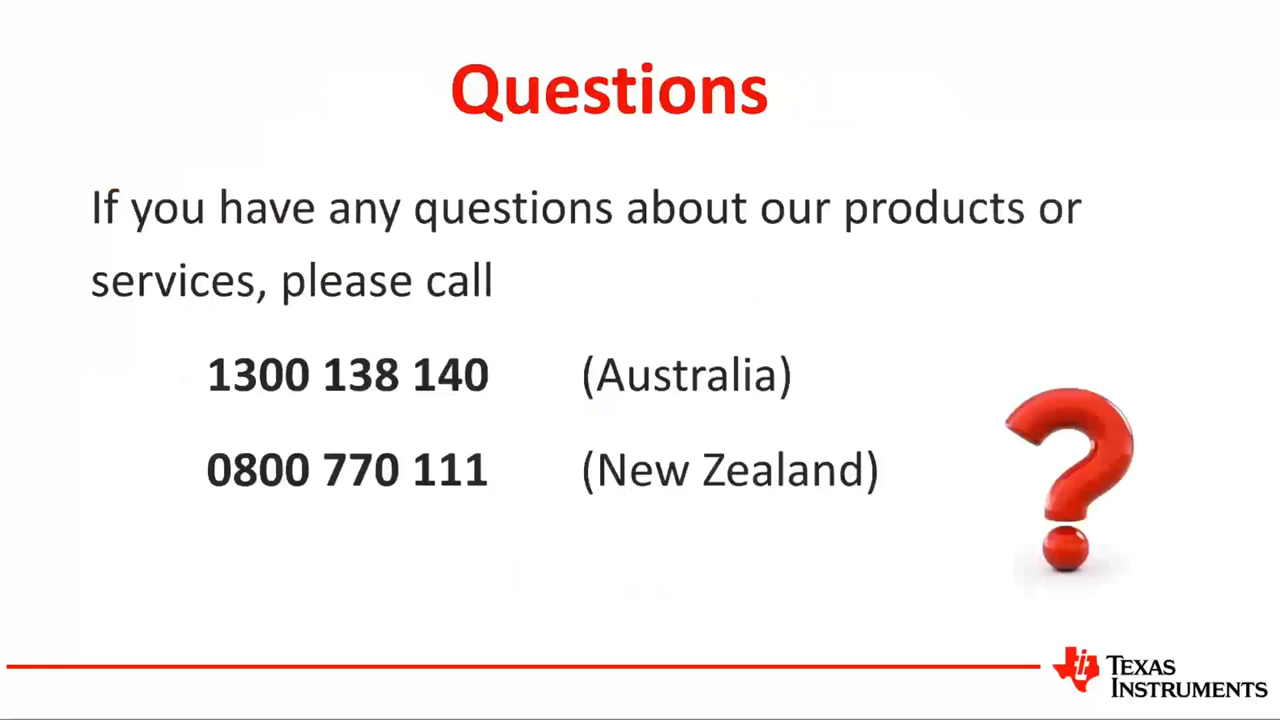 Questions
If you have any questions about our products or
services, please call
1300 138 140 (Australia)
0800 770 111 (New Zealand)
TEXAS
INSTRUMENTS